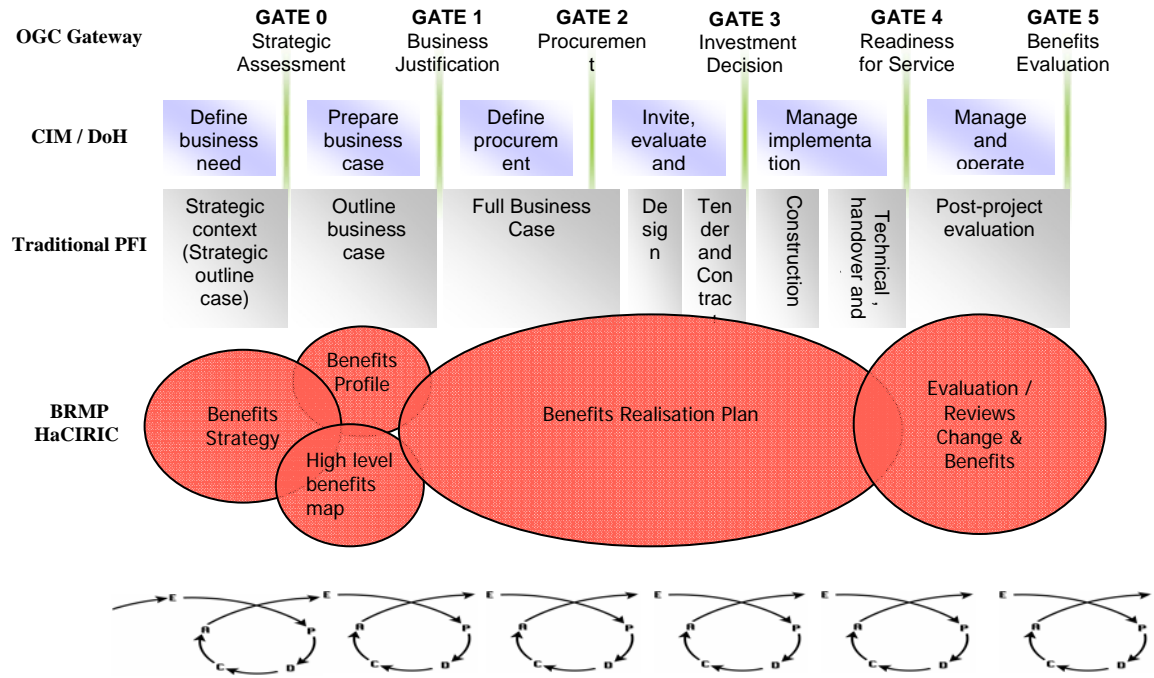 GATE 0
GATE 1
GATE 2
GATE 3
GATE 4
GATE 5
OGC Gateway
Strategic
Assessment
Business
Justification
Procuremen
t
Investment
Decision
Readiness
for Service
Benefits
Evaluation
CIM / DoH
Define
business
need
Prepare
business
case
Define
procurem
ent
Invite,
evaluate
and
Manage
implementa
tion
Manage
and
operate
Traditional PFI
Strategic
context
(Strategic
outline
case)
Outline
business
case
Full Business
Case
De
sig
n
Ten
der
and
Con
trac
Construction
Technical ,
handover and
Post-project
evaluation
BRMP
HaCIRIC
Benefits
Strategy
Benefits
Profile
High level
benefits
map
Benefits Realisation Plan
Evaluation /
Reviews
Change &
Benefits
E E E E E E
A P A P A P A P A P A P
C D C D C D C D C D C D